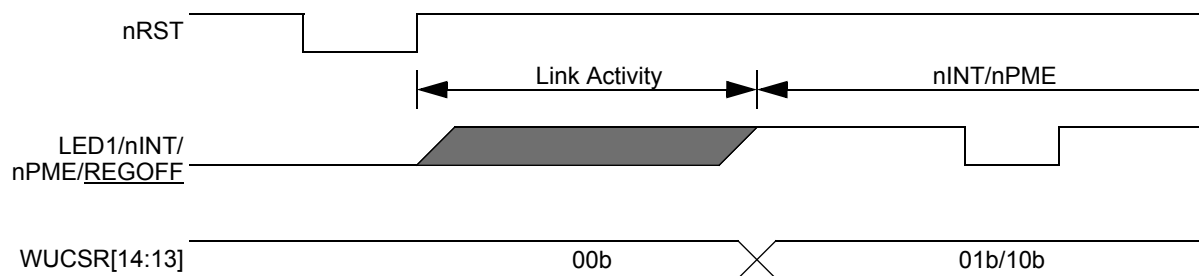 nRST
Link Activity
nINT/nPME
LED1/nINT/
nPME/REGOFF
WUCSR[14:13]
00b
01b/10b